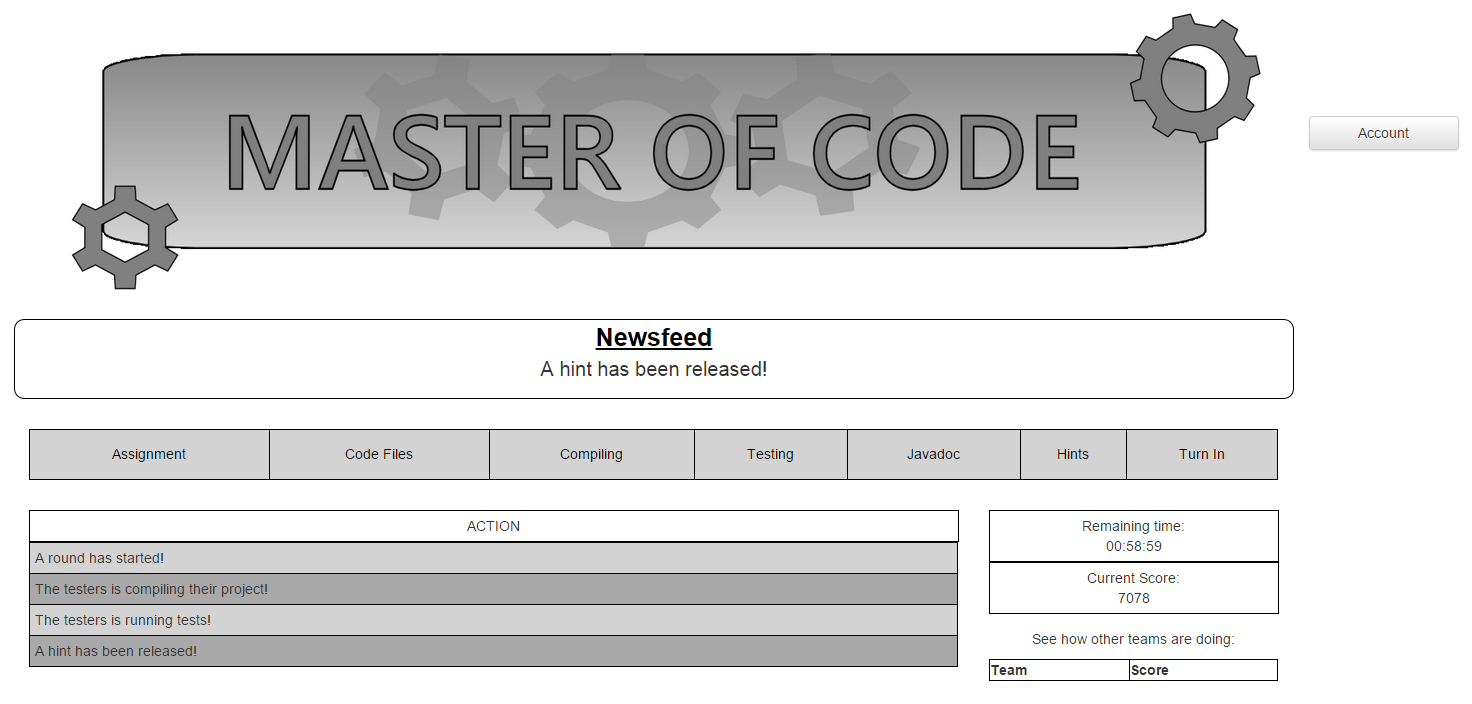 MASTER OF CODE
Account
Newsfeed
A hint has been released!
Assignment Code Files Compiling Testing Javadoc Hints Turn In
ACTION
A round has started!
The testers is compiling their project!
The testers is running tests!
A hint has been released!
Remaining time:
00:58:59
Current Score:
7078
See how other teams are doing:
Team Score